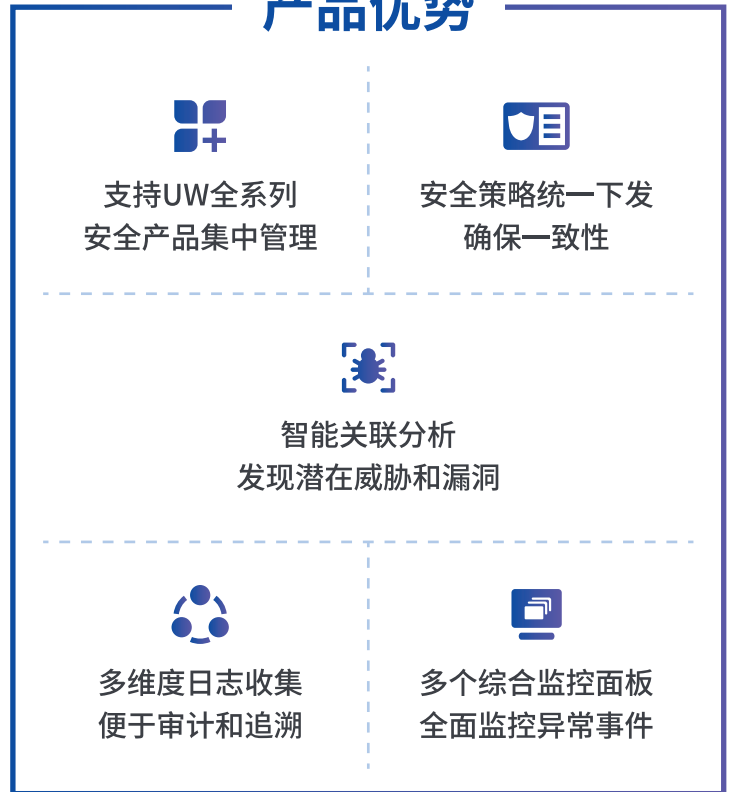 产品优势
支持UW全系列
安全产品集中管理
安全策略统一下发
确保一致性
智能关联分析
发现潜在威胁和漏洞
多维度日志收集
便于审计和追溯
多个综合监控面板
全面监控异常事件